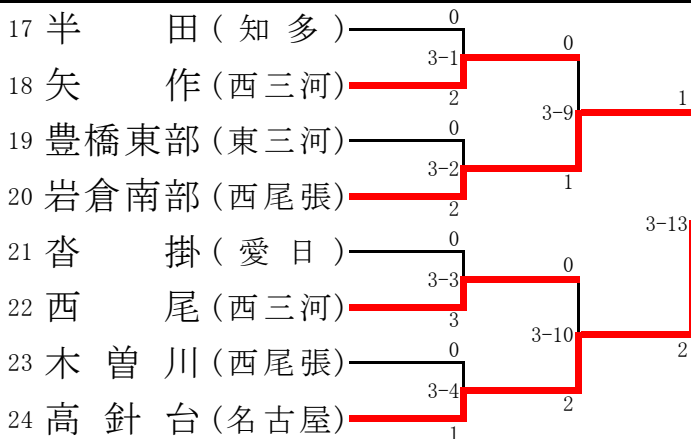 17 半田(知多)
0
3-1
0
18 矢作(西三河)
2
1
3-9
19 豊橋東部(東三河)
0
3-2
1
20 岩倉南部(西尾張)
2
3-13
21 沓掛(愛日)
0
3-3
0
22 西尾(西三河)
3
3-10
2
23 木曽川(西尾張)
0
3-4
2
24 高針台(名古屋)
1